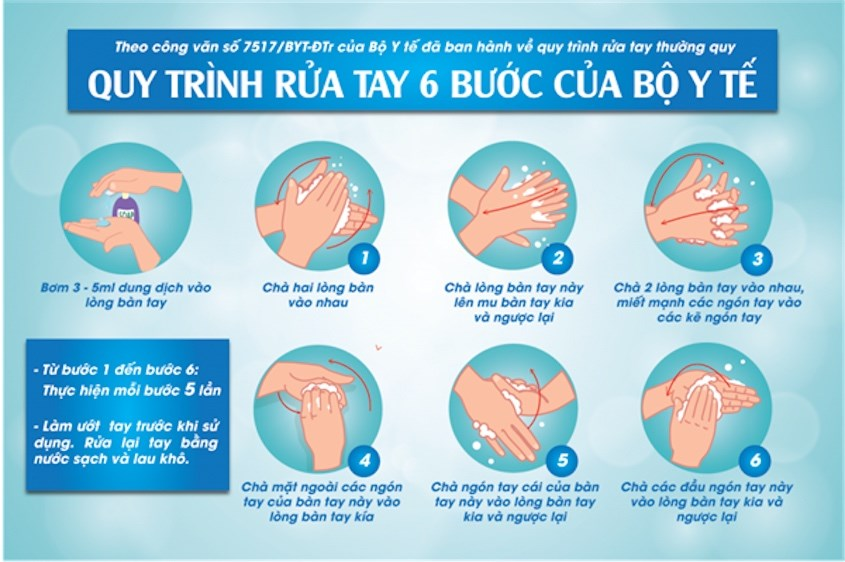 Theo công văn số 7517/BYT-ĐTr của Bộ Y tế đã ban hành về quy trình rửa tay thường quy
QUY TRÌNH RỬA TAY 6 BƯỚC CỦA BỘ Y TẾ
SOAP
Bơm 3 - 5ml dung dịch vào
lòng bàn tay
1
Chà hai lòng bàn
vào nhau
2
Chà lòng bàn tay này
lên mu bàn tay kia
và ngược lại
3
Chà 2 lòng bàn tay vào nhau,
miết mạnh các ngón tay vào
các kẽ ngón tay
- Từ bước 1 đến bước 6:
Thực hiện mỗi bước 5 lần
- Làm ướt tay trước khi sử
dụng. Rửa lại tay bằng
nước sạch và lau khô.
4
Chà mặt ngoài các ngón
tay của bàn tay này vào
lòng bàn tay kía
5
Chà ngón tay cái của bàn
tay này vào lòng bàn tay
kia và ngược lại
6
Chà các đầu ngón tay này
vào lòng bàn tay kia và
ngược lại